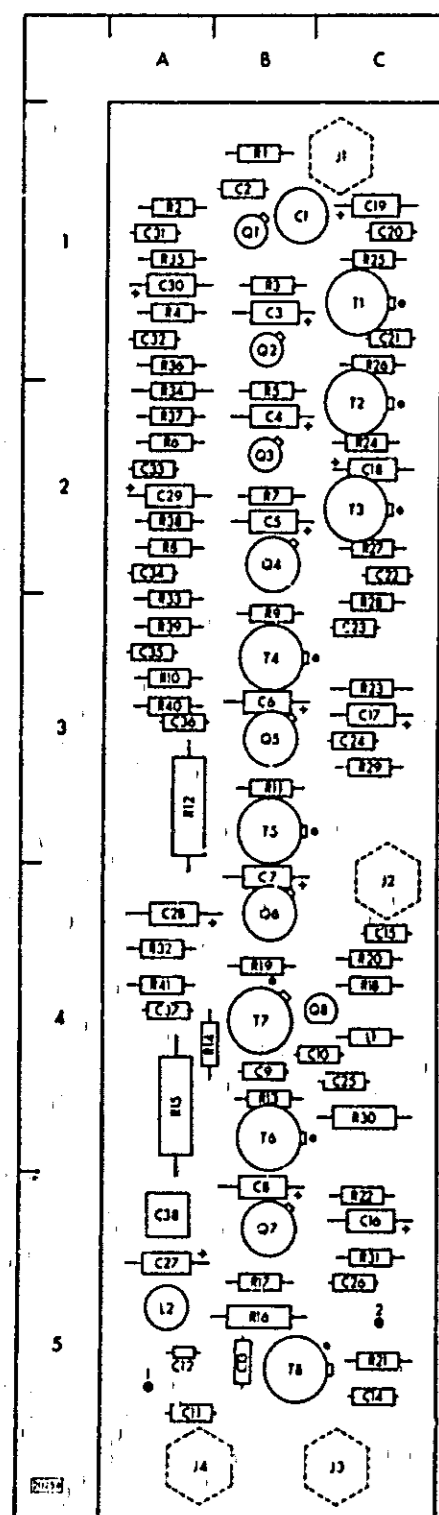 A B C
R1 J1
C2
R2 C1 + C19
C31 Q1 C20
R35 R25
+ C30 R3 T1
R4 C3 +
C32 Q2 C21
R36 R26
R34 R5 T2
R37 C4 +
R6 Q3 R24
C33 + C18
+ C29 R7 T3
R38 C5 +
R8 Q4 R27
C34 C22
R33 R9 R28
R39 C23
C35 T4
R10 R23
R40 C6 + C17 +
C36 Q5 C24
R29
R12 R11
T5
C7 + J2
C28 + Q6
C15
R32 R19 R20
R41 R18
C37 T7 Q8
R14 L1
C10
C9 C25
R15 R13 R30
T6
C8 + R22
C38 Q7 C16 +
C27 + R31
R17 C26
L2 R16 2
C12 C13 R21
1 T8
C11 C14
J4 J3
1
2
3
4
5